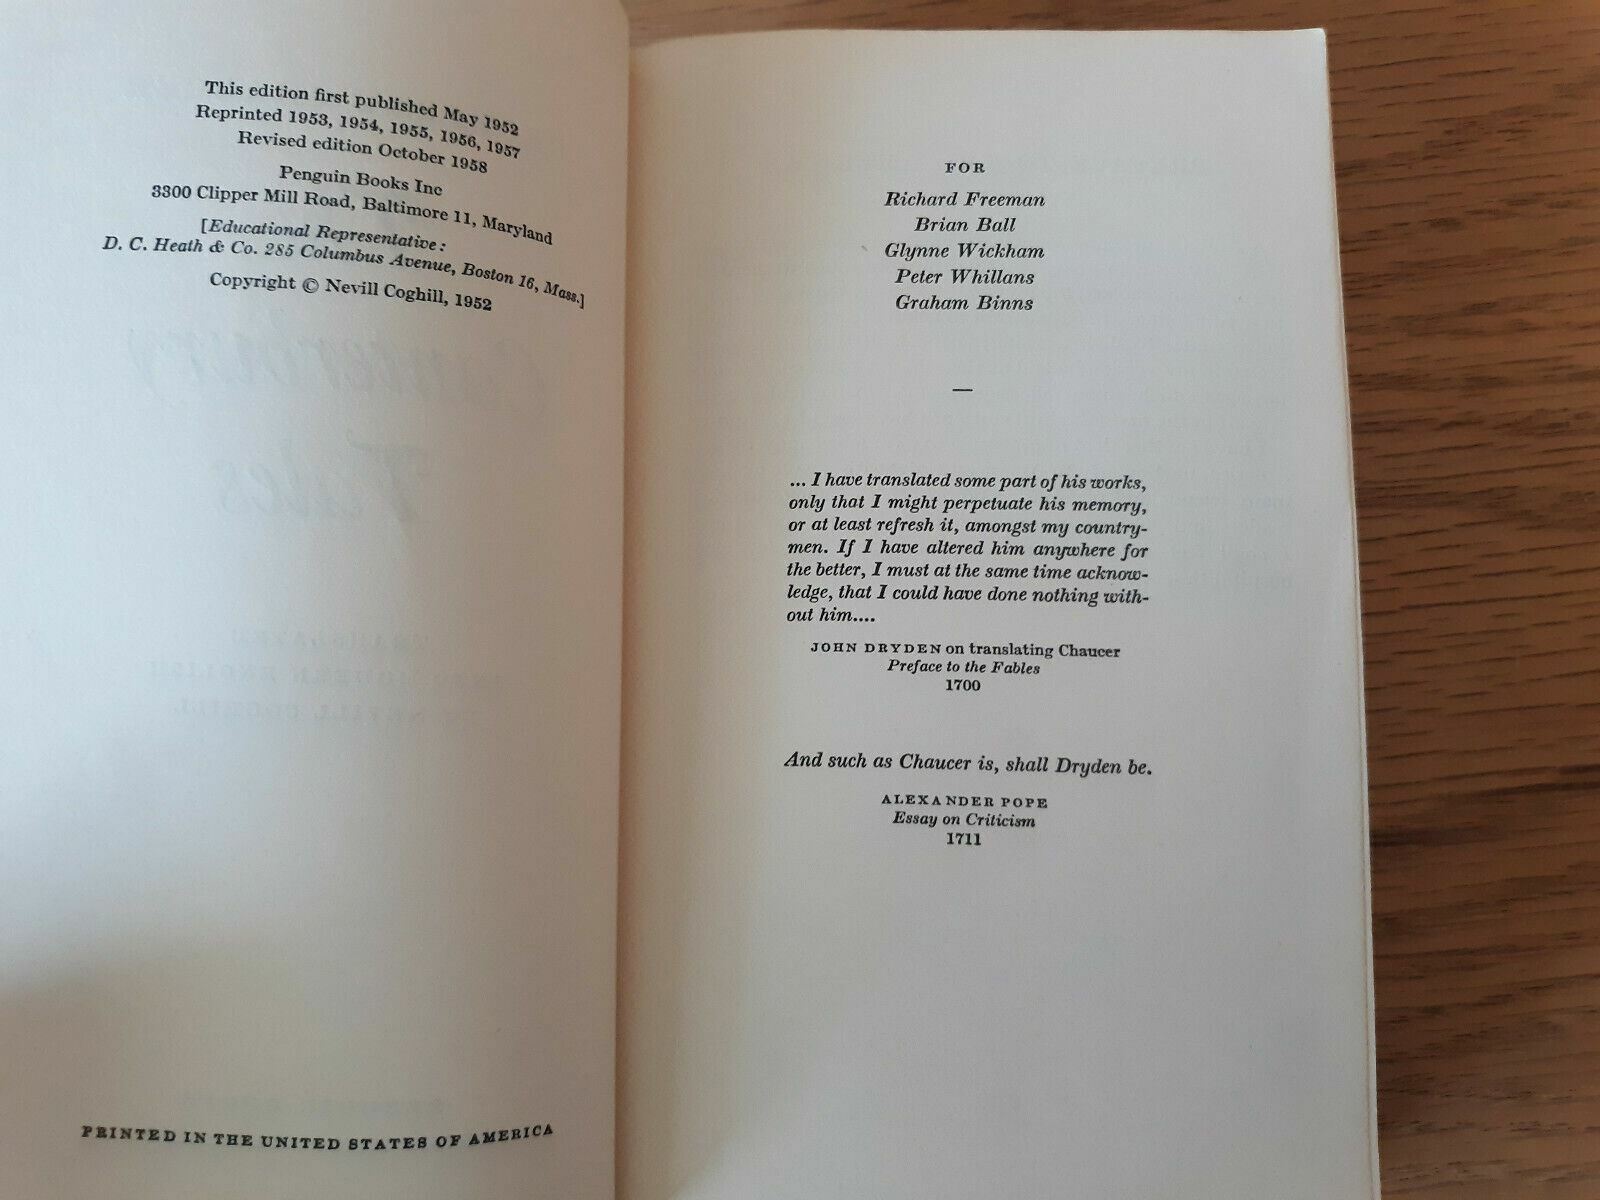 This edition first published May 1952
Reprinted 1953, 1954, 1955, 1956, 1957
Revised edition October 1958
Penguin Books Inc
3300 Clipper Mill Road, Baltimore 11, Maryland
[Educational Representative:
D. C. Heath & Co. 285 Columbus Avenue, Boston 16, Mass.]
Copyright © Nevill Coghill, 1952
PRINTED IN THE UNITED STATES OF AMERICA
FOR
Richard Freeman
Brian Ball
Glynne Wickham
Peter Whillans
Graham Binns
—
... I have translated some part of his works,
only that I might perpetuate his memory,
or at least refresh it, amongst my country-
men. If I have altered him anywhere for
the better, I must at the same time acknow-
ledge, that I could have done nothing with-
out him....
JOHN DRYDEN on translating Chaucer
Preface to the Fables
1700
And such as Chaucer is, shall Dryden be.
ALEXANDER POPE
Essay on Criticism
1711